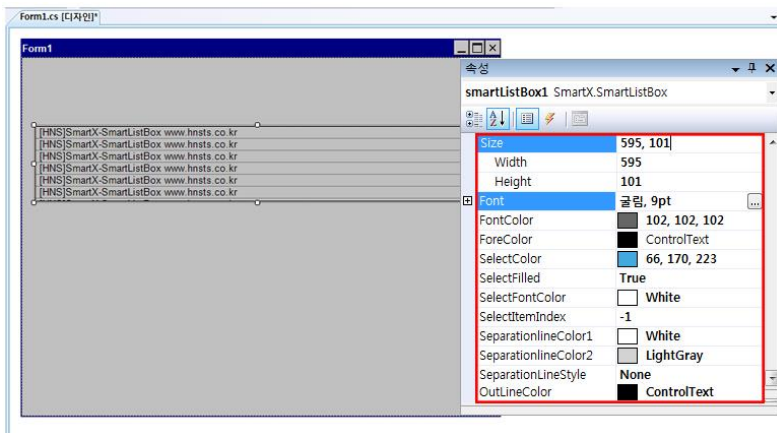 Form1.cs [디자인]*
Form1
[HNS]SmartX-SmartListBox www.hnsts.co.kr
[HNS]SmartX-SmartListBox www.hnsts.co.kr
[HNS]SmartX-SmartListBox www.hnsts.co.kr
[HNS]SmartX-SmartListBox www.hnsts.co.kr
[HNS]SmartX-SmartListBox www.hnsts.co.kr
[HNS]SmartX-SmartListBox www.hnsts.co.kr
속성
smartListBox1 SmartX.SmartListBox
Size 595, 101
Width 595
Height 101
Font 굴림, 9pt
FontColor 102, 102, 102
ForeColor ControlText
SelectColor 66, 170, 223
SelectFilled True
SelectFontColor White
SelectItemIndex -1
SeparationlineColor1 White
SeparationlineColor2 LightGray
SeparationLineStyle None
OutLineColor ControlText